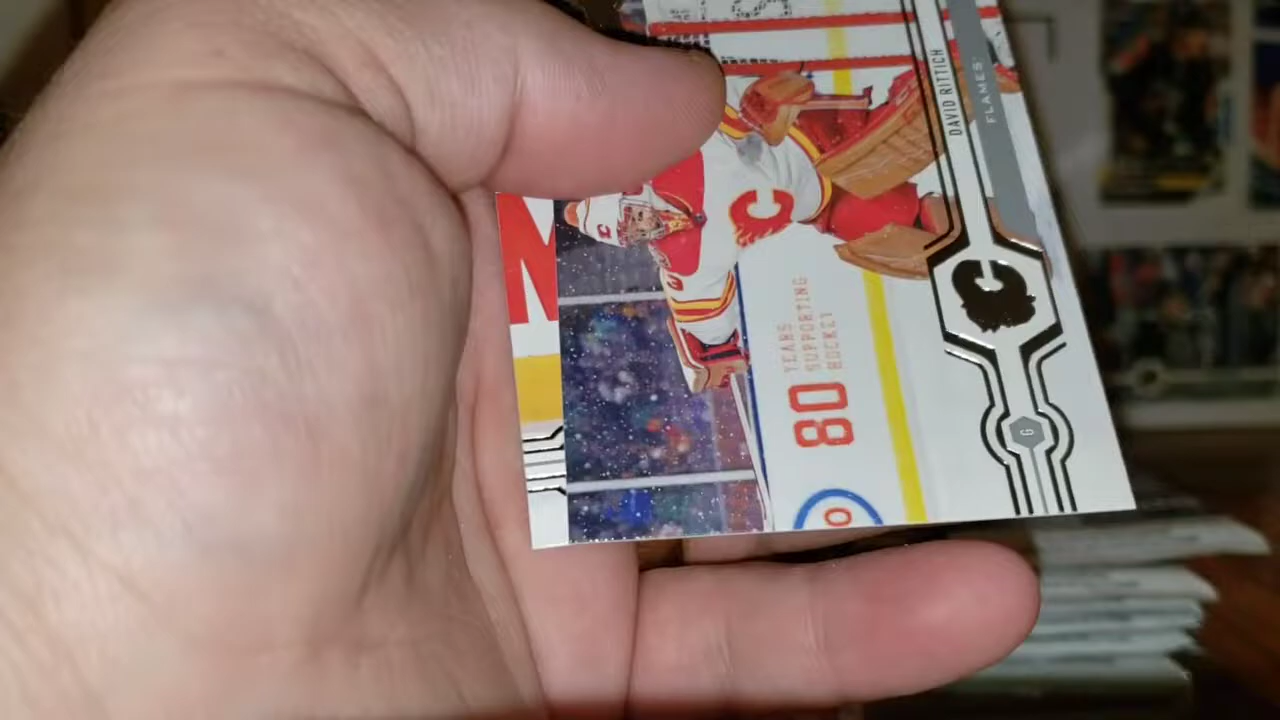 DAVID RITTICH
FLAMES
C
G
80
YEARS
SUPPORTING
HOCKEY